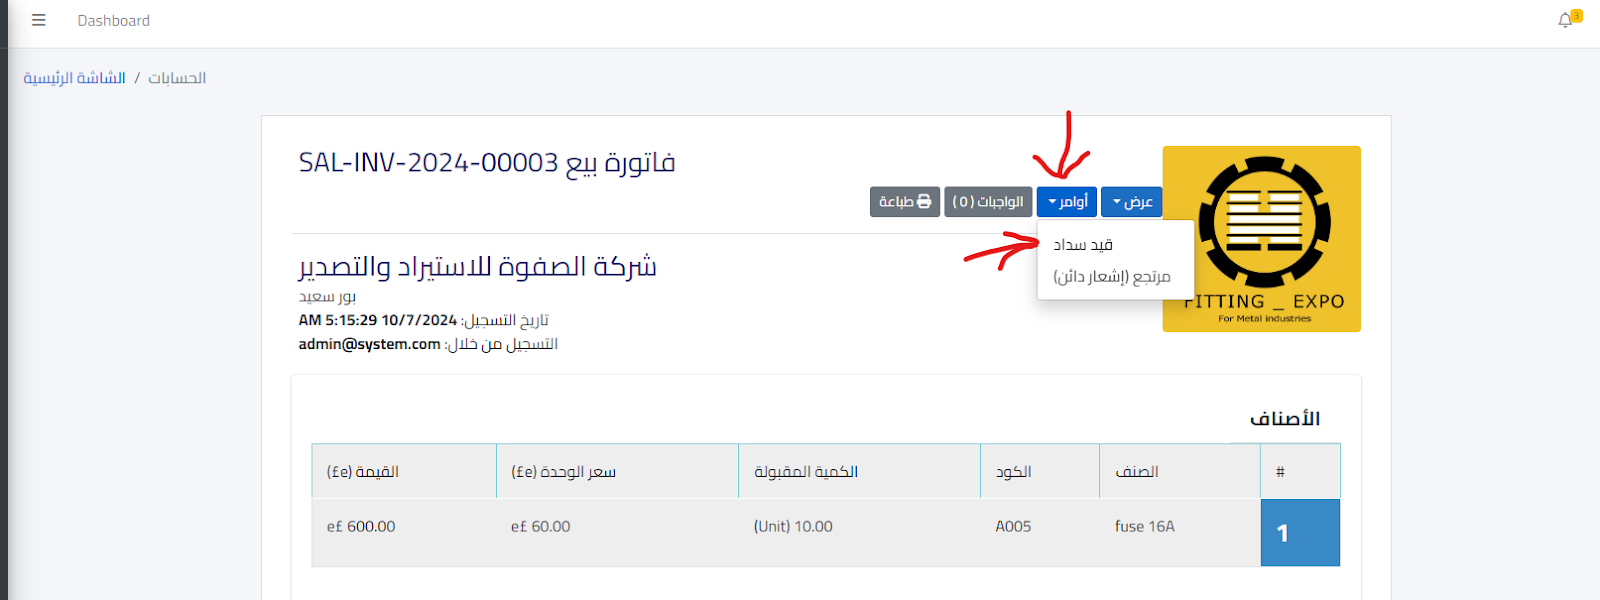 Dashboard
3
الشاشة الرئيسية / الحسابات
فاتورة بيع SAL-INV-2024-00003
عرض
أوامر
الواجبات ( 0 )
طباعة
قيد سداد
مرتجع (إشعار دائن)
FITTING _ EXPO
For Metal industries
شركة الصفوة للاستيراد والتصدير
بور سعيد
تاريخ التسجيل: 10/7/2024 5:15:29 AM
التسجيل من خلال: admin@system.com
الأصناف
# الصنف الكود الكمية المقبولة سعر الوحدة (e£) القيمة (e£)
1 fuse 16A A005 10.00 (Unit) e£ 60.00 e£ 600.00